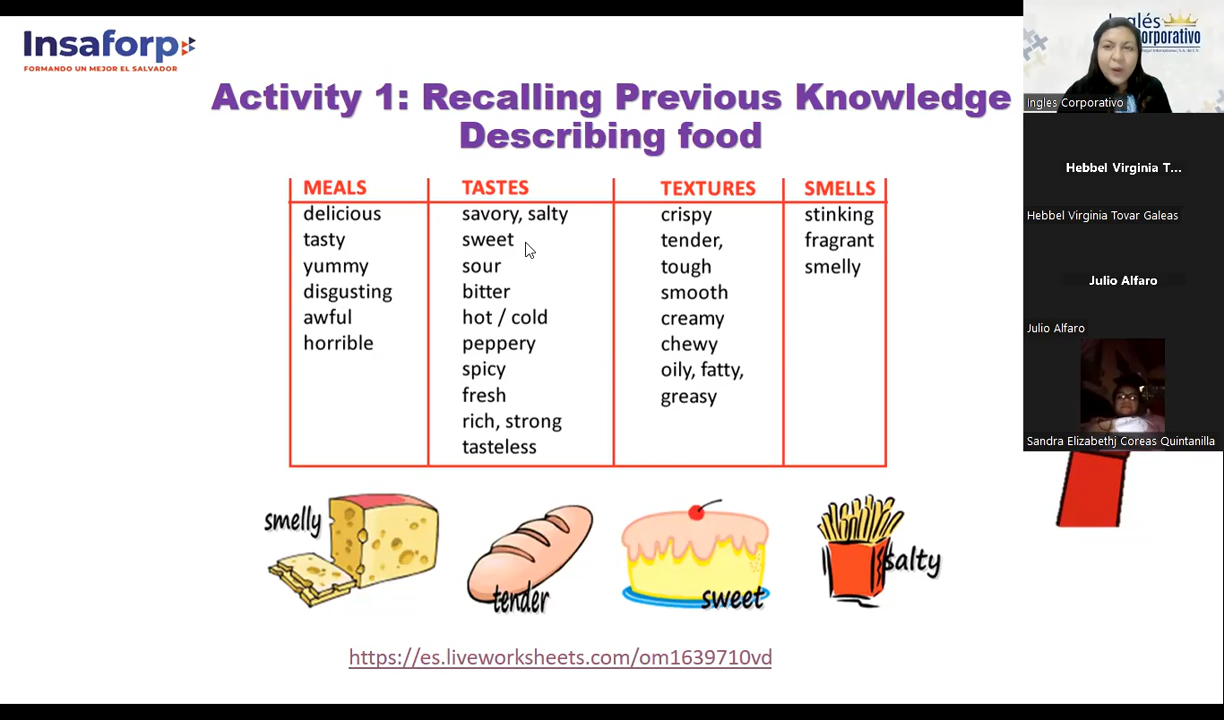 Insaforp
FORMANDO UN MEJOR EL SALVADOR
Activity 1: Recalling Previous Knowledge
Describing food
MEALS
delicious
tasty
yummy
disgusting
awful
horrible
TASTES
savory, salty
sweet
sour
bitter
hot / cold
peppery
spicy
fresh
rich, strong
tasteless
TEXTURES
crispy
tender,
tough
smooth
creamy
chewy
oily, fatty,
greasy
SMELLS
stinking
fragrant
smelly
smelly
tender
sweet
salty
https://es.liveworksheets.com/om1639710vd
Inglés
Corporativo
Ingles Corporativo
Hebbel Virginia T...
Hebbel Virginia Tovar Galeas
Julio Alfaro
Julio Alfaro
Sandra Elizabethj Coreas Quintanilla